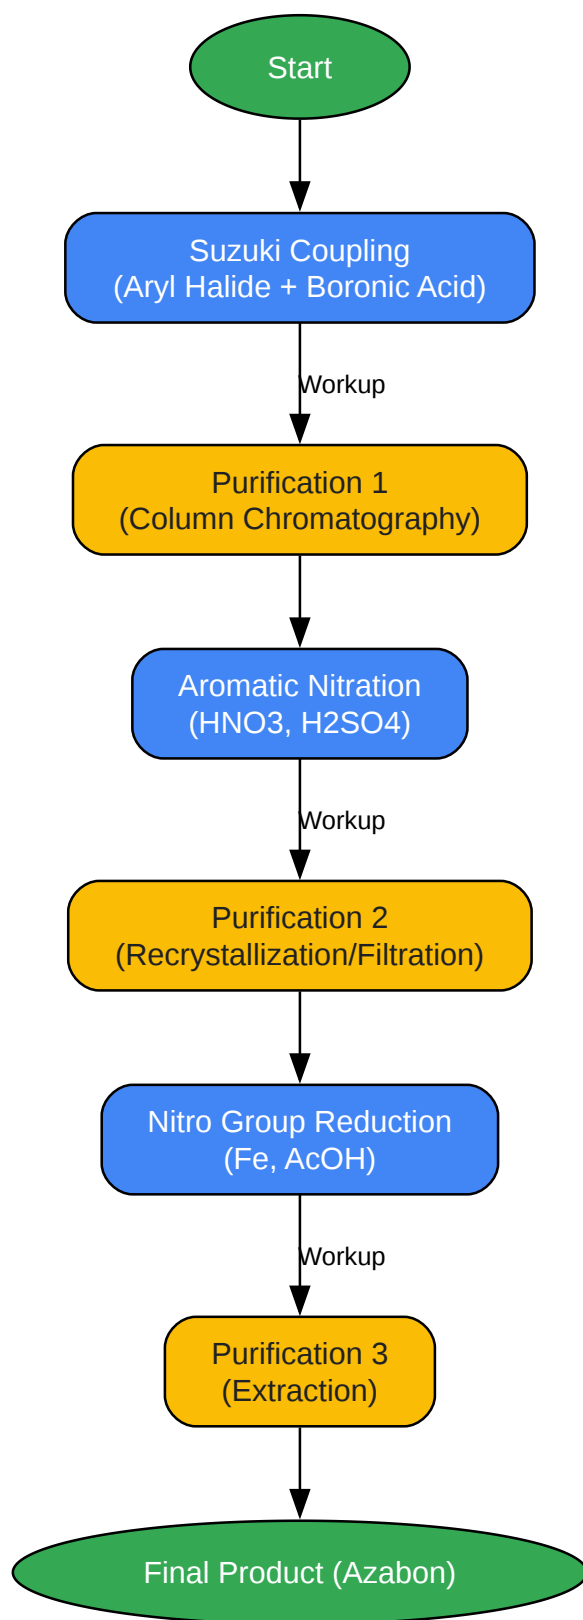 Start
Suzuki Coupling
(Aryl Halide + Boronic Acid)
Workup
Purification 1
(Column Chromatography)
Aromatic Nitration
(HNO3, H2SO4)
Workup
Purification 2
(Recrystallization/Filtration)
Nitro Group Reduction
(Fe, AcOH)
Workup
Purification 3
(Extraction)
Final Product (Azabon)